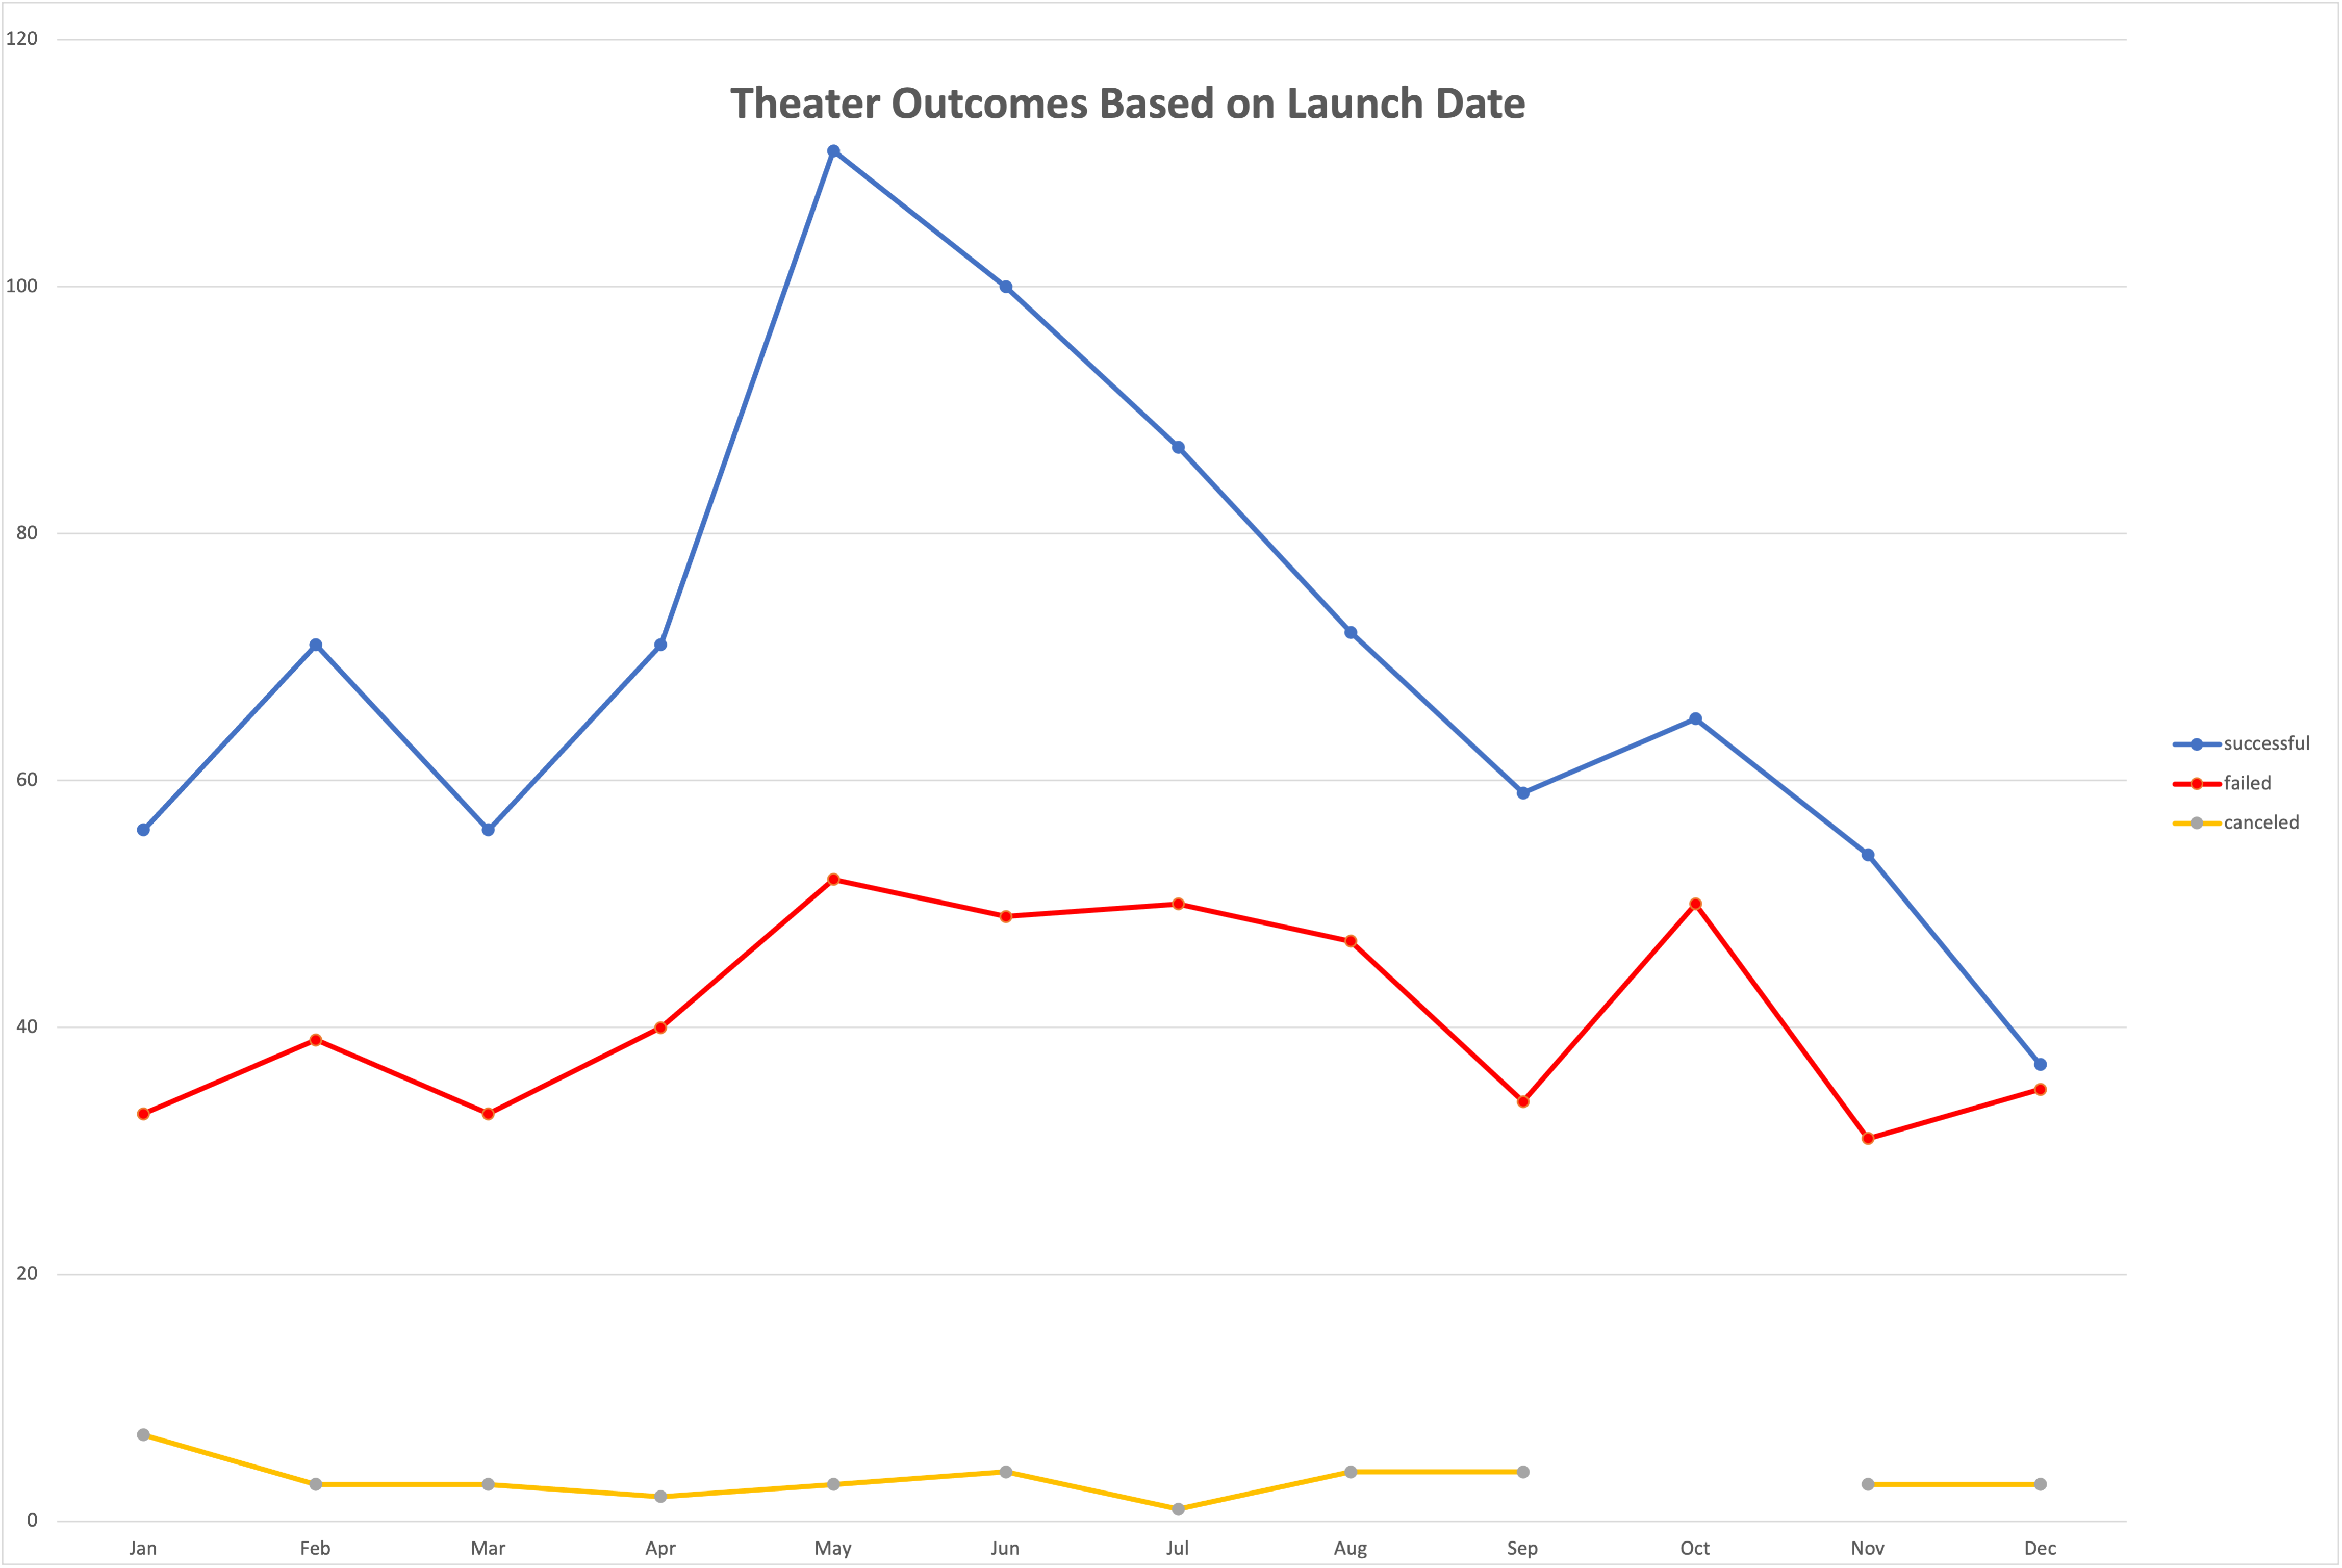 Theater Outcomes Based on Launch Date
120
100
80
60
40
20
0
Jan Feb Mar Apr May Jun Jul Aug Sep Oct Nov Dec
successful
failed
canceled